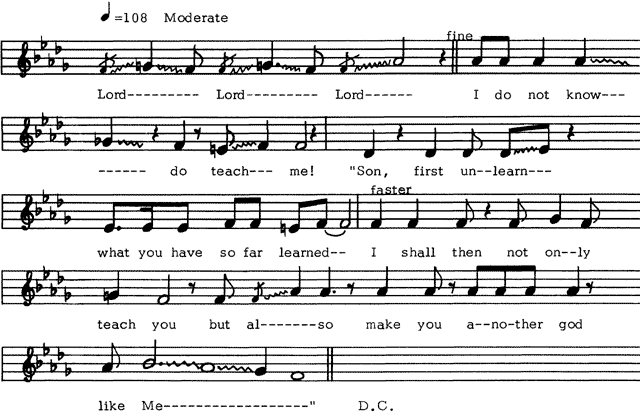 ♩=108 Moderate
fine
Lord--------- Lord--------- Lord------ I do not know---
------ do teach--- me! "Son, first un--learn---
faster
what you have so far learned-- I shall then not on--ly
teach you but al-------so make you a--no-ther god
like Me------------------" D.C.